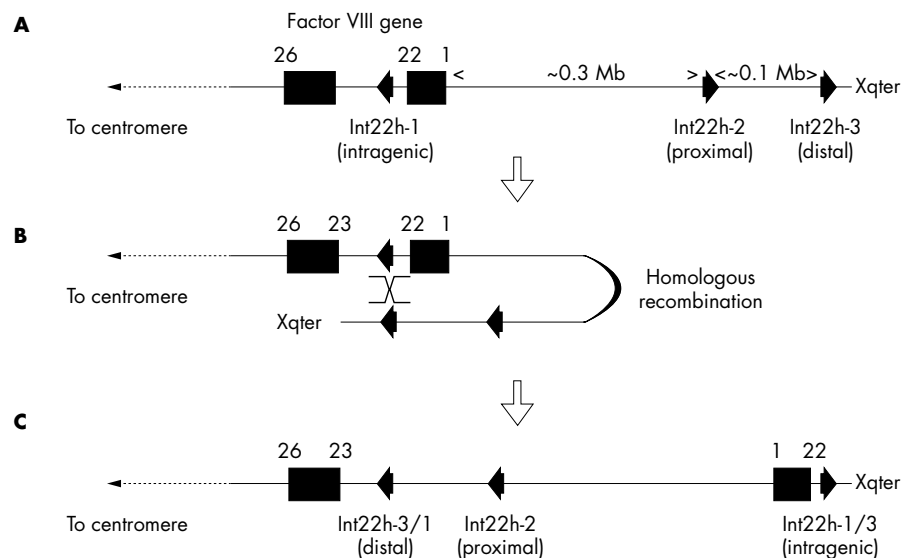 Factor VIII gene
A
26
22 1
< ~0.3 Mb > <~0.1 Mb>
Xqter
To centromere
Int22h-1
(intragenic)
Int22h-2
(proximal)
Int22h-3
(distal)
B
26 23
22 1
To centromere
Homologous
recombination
Xqter
C
26 23
1 22
Xqter
To centromere
Int22h-3/1
(distal)
Int22h-2
(proximal)
Int22h-1/3
(intragenic)